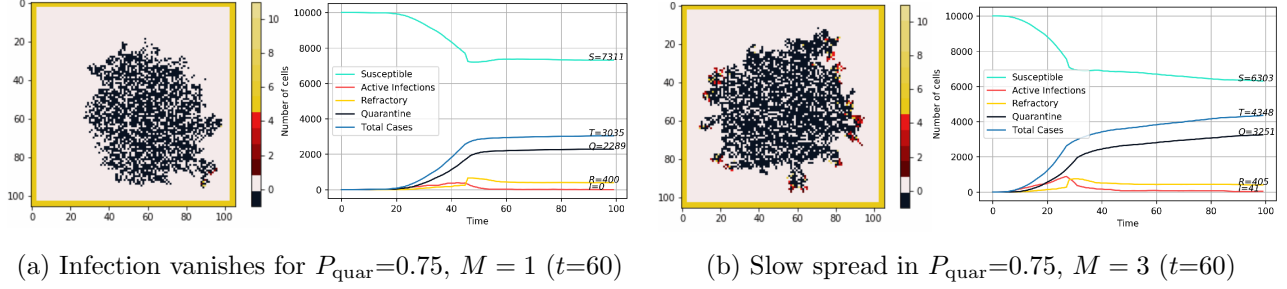 0
20
40
60
80
100
0 20 40 60 80 100
10
8
6
4
2
0
10000
8000
6000
4000
2000
0
Number of cells
Susceptible
Active Infections
Refractory
Quarantine
Total Cases
S=7311
T=3035
Q=2289
R=400
I=0
0 20 40 60 80 100
Time
0
20
40
60
80
100
0 20 40 60 80 100
10
8
6
4
2
0
10000
8000
6000
4000
2000
0
Number of cells
Susceptible
Active Infections
Refractory
Quarantine
Total Cases
S=6303
T=4348
Q=3251
R=405
I=41
0 20 40 60 80 100
Time
(a) Infection vanishes for P_quar=0.75, M = 1 (t=60)
(b) Slow spread in P_quar=0.75, M = 3 (t=60)